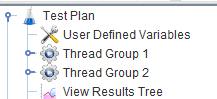 Test Plan
User Defined Variables
Thread Group 1
Thread Group 2
View Results Tree